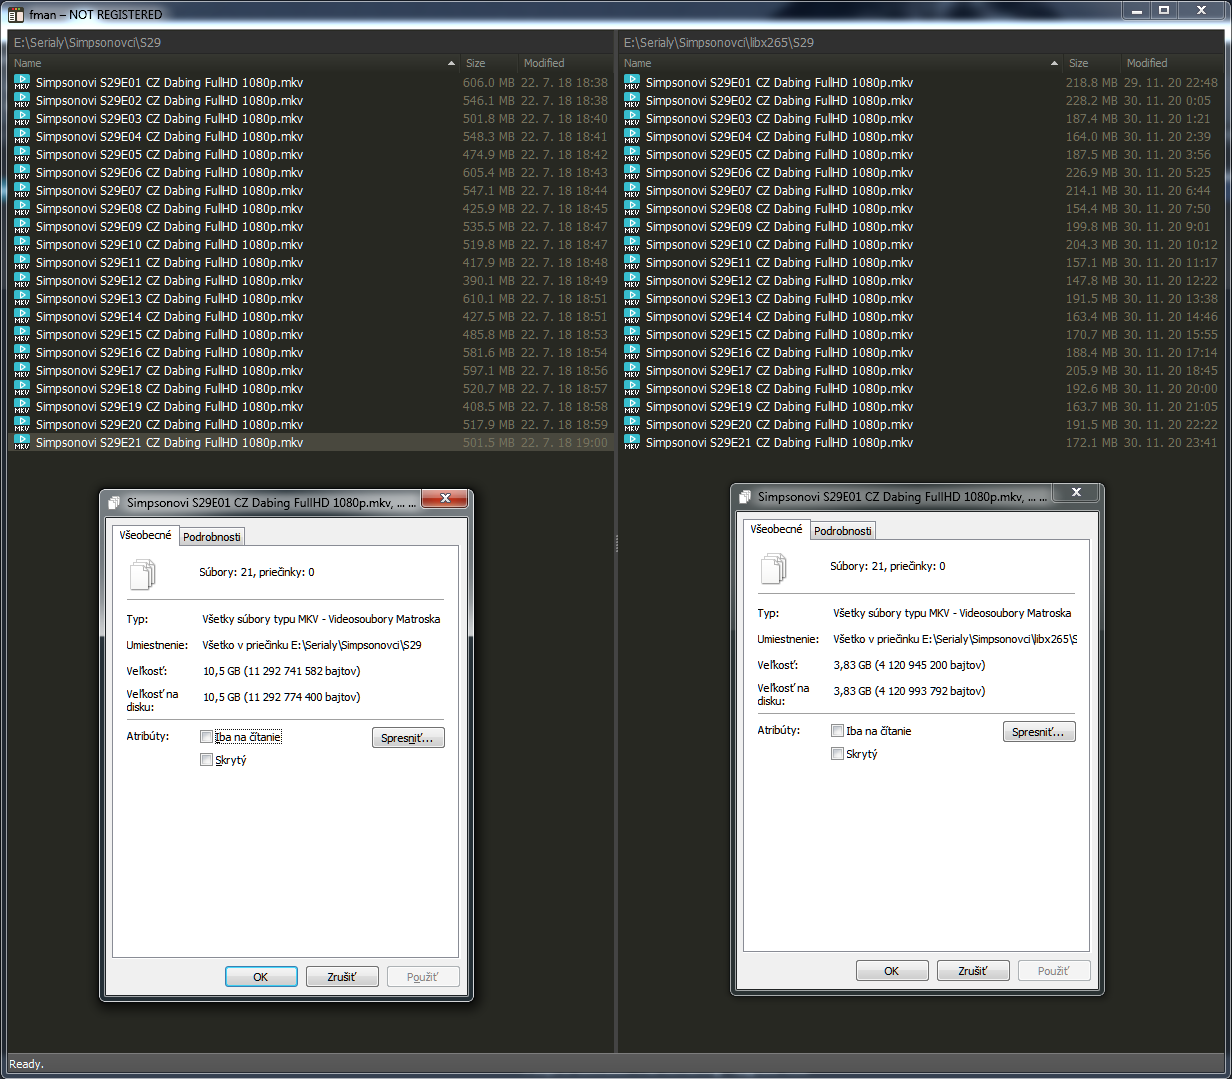 fman – NOT REGISTERED
E:\Serialy\Simpsonovci\S29
Name Size Modified
Simpsonovi S29E01 CZ Dabing FullHD 1080p.mkv 606.0 MB 22. 7. 18 18:38
Simpsonovi S29E02 CZ Dabing FullHD 1080p.mkv 546.1 MB 22. 7. 18 18:38
Simpsonovi S29E03 CZ Dabing FullHD 1080p.mkv 501.8 MB 22. 7. 18 18:40
Simpsonovi S29E04 CZ Dabing FullHD 1080p.mkv 548.3 MB 22. 7. 18 18:41
Simpsonovi S29E05 CZ Dabing FullHD 1080p.mkv 474.9 MB 22. 7. 18 18:42
Simpsonovi S29E06 CZ Dabing FullHD 1080p.mkv 605.4 MB 22. 7. 18 18:43
Simpsonovi S29E07 CZ Dabing FullHD 1080p.mkv 547.1 MB 22. 7. 18 18:44
Simpsonovi S29E08 CZ Dabing FullHD 1080p.mkv 425.9 MB 22. 7. 18 18:45
Simpsonovi S29E09 CZ Dabing FullHD 1080p.mkv 535.5 MB 22. 7. 18 18:47
Simpsonovi S29E10 CZ Dabing FullHD 1080p.mkv 519.8 MB 22. 7. 18 18:47
Simpsonovi S29E11 CZ Dabing FullHD 1080p.mkv 417.9 MB 22. 7. 18 18:48
Simpsonovi S29E12 CZ Dabing FullHD 1080p.mkv 390.1 MB 22. 7. 18 18:49
Simpsonovi S29E13 CZ Dabing FullHD 1080p.mkv 610.1 MB 22. 7. 18 18:51
Simpsonovi S29E14 CZ Dabing FullHD 1080p.mkv 427.5 MB 22. 7. 18 18:51
Simpsonovi S29E15 CZ Dabing FullHD 1080p.mkv 485.8 MB 22. 7. 18 18:53
Simpsonovi S29E16 CZ Dabing FullHD 1080p.mkv 581.6 MB 22. 7. 18 18:54
Simpsonovi S29E17 CZ Dabing FullHD 1080p.mkv 597.1 MB 22. 7. 18 18:56
Simpsonovi S29E18 CZ Dabing FullHD 1080p.mkv 520.7 MB 22. 7. 18 18:57
Simpsonovi S29E19 CZ Dabing FullHD 1080p.mkv 408.5 MB 22. 7. 18 18:58
Simpsonovi S29E20 CZ Dabing FullHD 1080p.mkv 517.9 MB 22. 7. 18 18:59
Simpsonovi S29E21 CZ Dabing FullHD 1080p.mkv 501.5 MB 22. 7. 18 19:00
E:\Serialy\Simpsonovci\libx265\S29
Name Size Modified
Simpsonovi S29E01 CZ Dabing FullHD 1080p.mkv 218.8 MB 29. 11. 20 22:48
Simpsonovi S29E02 CZ Dabing FullHD 1080p.mkv 228.2 MB 30. 11. 20 0:05
Simpsonovi S29E03 CZ Dabing FullHD 1080p.mkv 187.4 MB 30. 11. 20 1:21
Simpsonovi S29E04 CZ Dabing FullHD 1080p.mkv 164.0 MB 30. 11. 20 2:39
Simpsonovi S29E05 CZ Dabing FullHD 1080p.mkv 187.5 MB 30. 11. 20 3:56
Simpsonovi S29E06 CZ Dabing FullHD 1080p.mkv 226.9 MB 30. 11. 20 5:25
Simpsonovi S29E07 CZ Dabing FullHD 1080p.mkv 214.1 MB 30. 11. 20 6:44
Simpsonovi S29E08 CZ Dabing FullHD 1080p.mkv 154.4 MB 30. 11. 20 7:50
Simpsonovi S29E09 CZ Dabing FullHD 1080p.mkv 199.8 MB 30. 11. 20 9:01
Simpsonovi S29E10 CZ Dabing FullHD 1080p.mkv 204.3 MB 30. 11. 20 10:12
Simpsonovi S29E11 CZ Dabing FullHD 1080p.mkv 157.1 MB 30. 11. 20 11:17
Simpsonovi S29E12 CZ Dabing FullHD 1080p.mkv 147.8 MB 30. 11. 20 12:22
Simpsonovi S29E13 CZ Dabing FullHD 1080p.mkv 191.5 MB 30. 11. 20 13:38
Simpsonovi S29E14 CZ Dabing FullHD 1080p.mkv 163.4 MB 30. 11. 20 14:46
Simpsonovi S29E15 CZ Dabing FullHD 1080p.mkv 170.7 MB 30. 11. 20 15:55
Simpsonovi S29E16 CZ Dabing FullHD 1080p.mkv 188.4 MB 30. 11. 20 17:14
Simpsonovi S29E17 CZ Dabing FullHD 1080p.mkv 205.9 MB 30. 11. 20 18:45
Simpsonovi S29E18 CZ Dabing FullHD 1080p.mkv 192.6 MB 30. 11. 20 20:00
Simpsonovi S29E19 CZ Dabing FullHD 1080p.mkv 163.7 MB 30. 11. 20 21:05
Simpsonovi S29E20 CZ Dabing FullHD 1080p.mkv 191.5 MB 30. 11. 20 22:22
Simpsonovi S29E21 CZ Dabing FullHD 1080p.mkv 172.1 MB 30. 11. 20 23:41
Simpsonovi S29E01 CZ Dabing FullHD 1080p.mkv, ... ...
Všeobecné Podrobnosti
Súbory: 21, priečinky: 0
Typ: Všetky súbory typu MKV - Videosoubory Matroska
Umiestnenie: Všetko v priečinku E:\Serialy\Simpsonovci\S29
Veľkosť: 10,5 GB (11 292 741 582 bajtov)
Veľkosť na disku: 10,5 GB (11 292 774 400 bajtov)
Atribúty: Iba na čítanie Spresniť...
Skrytý
OK Zrušiť Použiť
Simpsonovi S29E01 CZ Dabing FullHD 1080p.mkv, ... ...
Všeobecné Podrobnosti
Súbory: 21, priečinky: 0
Typ: Všetky súbory typu MKV - Videosoubory Matroska
Umiestnenie: Všetko v priečinku E:\Serialy\Simpsonovci\libx265\S
Veľkosť: 3,83 GB (4 120 945 200 bajtov)
Veľkosť na disku: 3,83 GB (4 120 993 792 bajtov)
Atribúty: Iba na čítanie Spresniť...
Skrytý
OK Zrušiť Použiť
Ready.